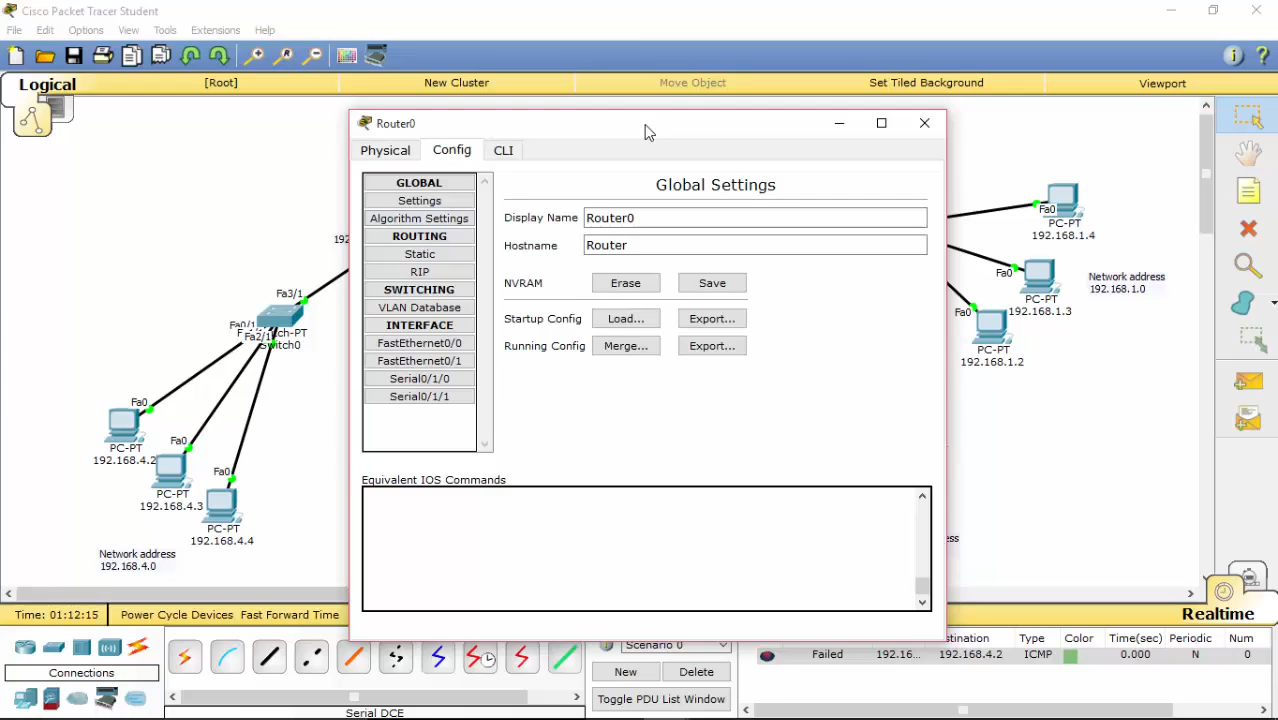 Cisco Packet Tracer Student
File Edit Options View Tools Extensions Help
Logical [Root] New Cluster Move Object Set Tiled Background Viewport
Router0
Physical Config CLI
GLOBAL
Settings
Algorithm Settings
ROUTING
Static
RIP
SWITCHING
VLAN Database
INTERFACE
FastEthernet0/0
FastEthernet0/1
Serial0/1/0
Serial0/1/1
Global Settings
Display Name Router0
Hostname Router
NVRAM Erase Save
Startup Config Load... Export...
Running Config Merge... Export...
Equivalent IOS Commands
Fa3/1
Fa0/1
Fa2/1
Switch0
Fa0
PC-PT
192.168.4.2
Fa0
PC-PT
192.168.4.3
Fa0
PC-PT
192.168.4.4
Network address
192.168.4.0
Fa0
PC-PT
192.168.1.4
Fa0
192.168.1.3
Fa0
PC-PT
192.168.1.2
Network address
192.168.1.0
Time: 01:12:15 Power Cycle Devices Fast Forward Time
Realtime
Connections
Serial DCE
Scenario 0
New Delete
Toggle PDU List Window
Type Color Time(sec) Periodic Num
Failed 192.16... 192.168.4.2 ICMP 0.000 N 0